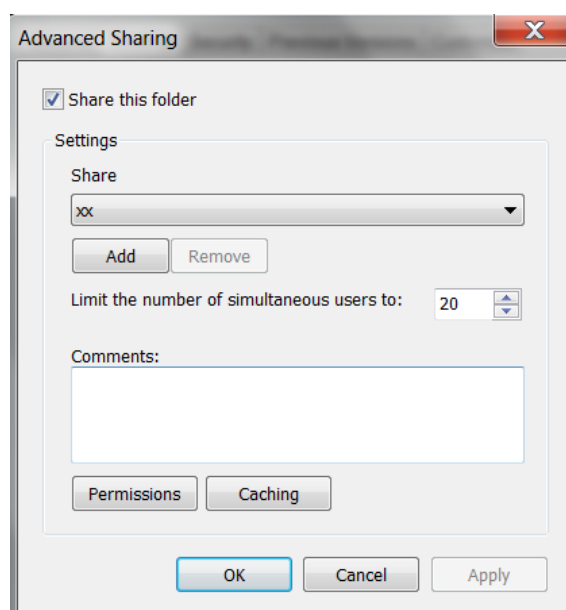 Advanced Sharing
Share this folder
Settings
Share
xx
Add Remove
Limit the number of simultaneous users to: 20
Comments:
Permissions Caching
OK Cancel Apply